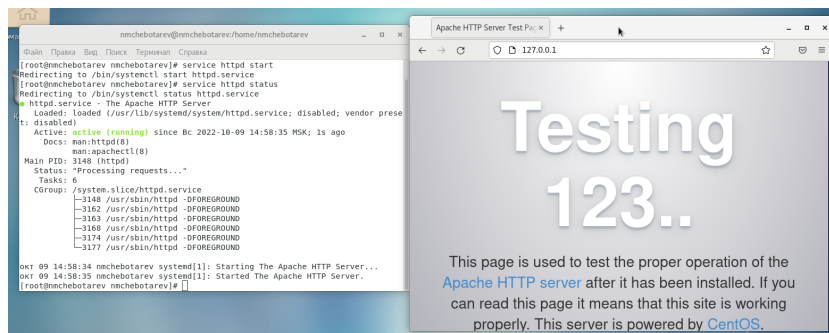 nmchebotarev@nmchebotarev:/home/nmchebotarev
Файл Правка Вид Поиск Терминал Справка
[root@nmchebotarev nmchebotarev]# service httpd start
Redirecting to /bin/systemctl start httpd.service
[root@nmchebotarev nmchebotarev]# service httpd status
Redirecting to /bin/systemctl status httpd.service
● httpd.service - The Apache HTTP Server
Loaded: loaded (/usr/lib/systemd/system/httpd.service; disabled; vendor prese
t: disabled)
Active: active (running) since Вс 2022-10-09 14:58:35 MSK; 1s ago
Docs: man:httpd(8)
man:apachectl(8)
Main PID: 3148 (httpd)
Status: "Processing requests..."
Tasks: 6
CGroup: /system.slice/httpd.service
├─3148 /usr/sbin/httpd -DFOREGROUND
├─3162 /usr/sbin/httpd -DFOREGROUND
├─3163 /usr/sbin/httpd -DFOREGROUND
├─3168 /usr/sbin/httpd -DFOREGROUND
├─3174 /usr/sbin/httpd -DFOREGROUND
└─3177 /usr/sbin/httpd -DFOREGROUND
окт 09 14:58:34 nmchebotarev systemd[1]: Starting The Apache HTTP Server...
окт 09 14:58:35 nmchebotarev systemd[1]: Started The Apache HTTP Server.
[root@nmchebotarev nmchebotarev]#
Apache HTTP Server Test Pag
127.0.0.1
Testing
123..
This page is used to test the proper operation of the
Apache HTTP server after it has been installed. If you
can read this page it means that this site is working
properly. This server is powered by CentOS.